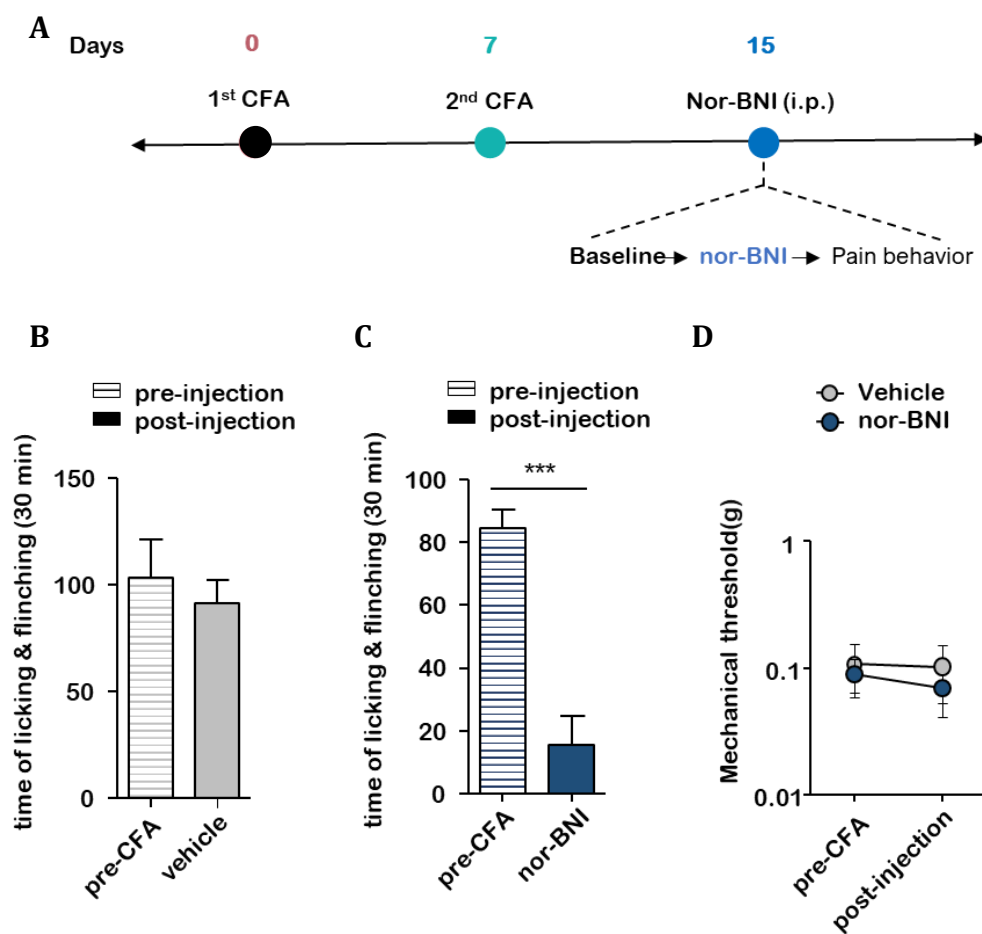 A
Days 0 7 15
1st CFA 2nd CFA Nor-BNI (i.p.)
Baseline nor-BNI Pain behavior
B
pre-injection
post-injection
time of licking & flinching (30 min)
150
100
50
0
pre-CFA
vehicle
C
pre-injection
post-injection
time of licking & flinching (30 min)
100
80
60
40
20
0
***
pre-CFA
nor-BNI
D
Vehicle
nor-BNI
Mechanical threshold(g)
1
0.1
0.01
pre-CFA
post-injection